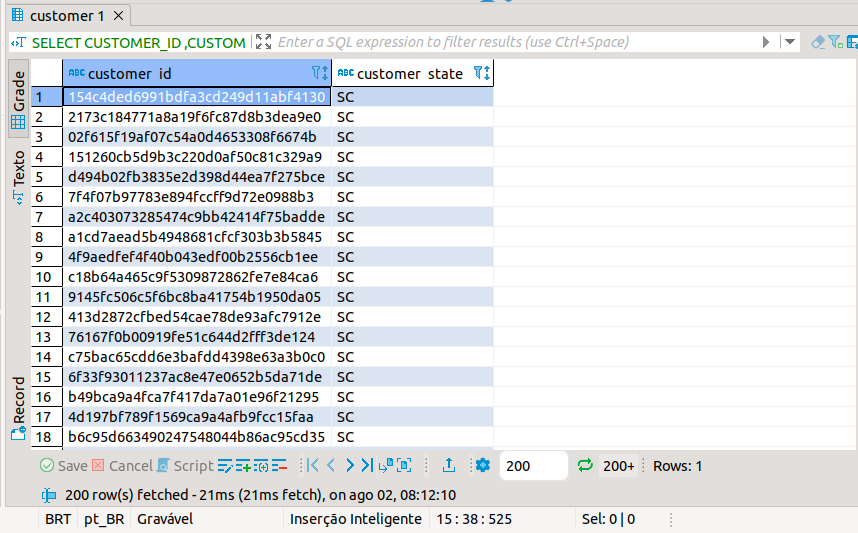 customer 1
SELECT CUSTOMER_ID ,CUSTOM Enter a SQL expression to filter results (use Ctrl+Space)
Grade
Texto
Record
ABC customer_id ABC customer_state
1 154c4ded6991bdfa3cd249d11abf4130 SC
2 2173c184771a8a19f6fc87d8b3dea9e0 SC
3 02f615f19af07c54a0d4653308f6674b SC
4 151260cb5d9b3c220d0af50c81c329a9 SC
5 d494b02fb3835e2d398d44ea7f275bce SC
6 7f4f07b97783e894fccff9d72e0988b3 SC
7 a2c403073285474c9bb42414f75badde SC
8 a1cd7aead5b4948681cfcf303b3b5845 SC
9 4f9aedfef4f40b043edf00b2556cb1ee SC
10 c18b64a465c9f5309872862fe7e84ca6 SC
11 9145fc506c5f6bc8ba41754b1950da05 SC
12 413d2872cfbed54cae78de93afc7912e SC
13 76167f0b00919fe51c644d2fff3de124 SC
14 c75bac65cdd6e3bafdd4398e63a3b0c0 SC
15 6f33f93011237ac8e47e0652b5da71de SC
16 b49bca9a4fca7f417da7a01e96f21295 SC
17 4d197bf789f1569ca9a4afb9fcc15faa SC
18 b6c95d663490247548044b86ac95cd35 SC
Save Cancel Script 200 200+ Rows: 1
200 row(s) fetched - 21ms (21ms fetch), on ago 02, 08:12:10
BRT pt_BR Gravável Inserção Inteligente 15 : 38 : 525 Sel: 0 | 0